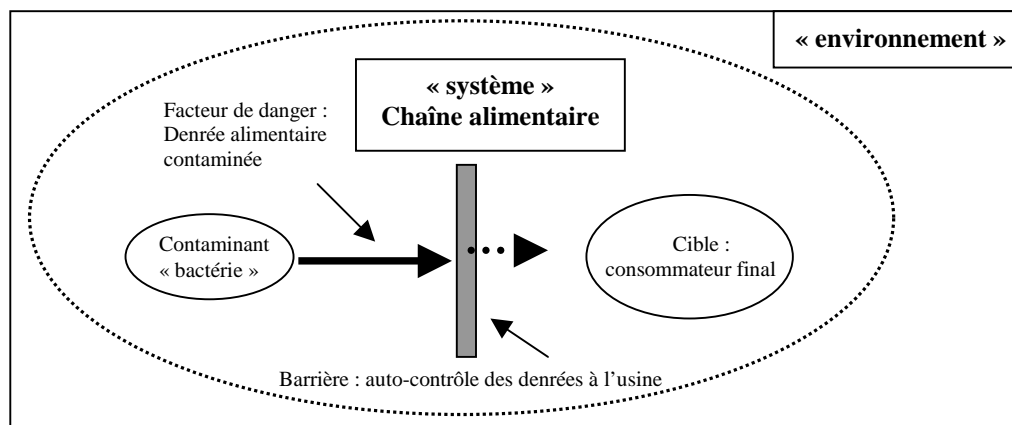 « environnement »
« système »
Chaîne alimentaire
Facteur de danger :
Denrée alimentaire
contaminée
Contaminant
« bactérie »
Cible :
consommateur final
Barrière : auto-contrôle des denrées à l’usine